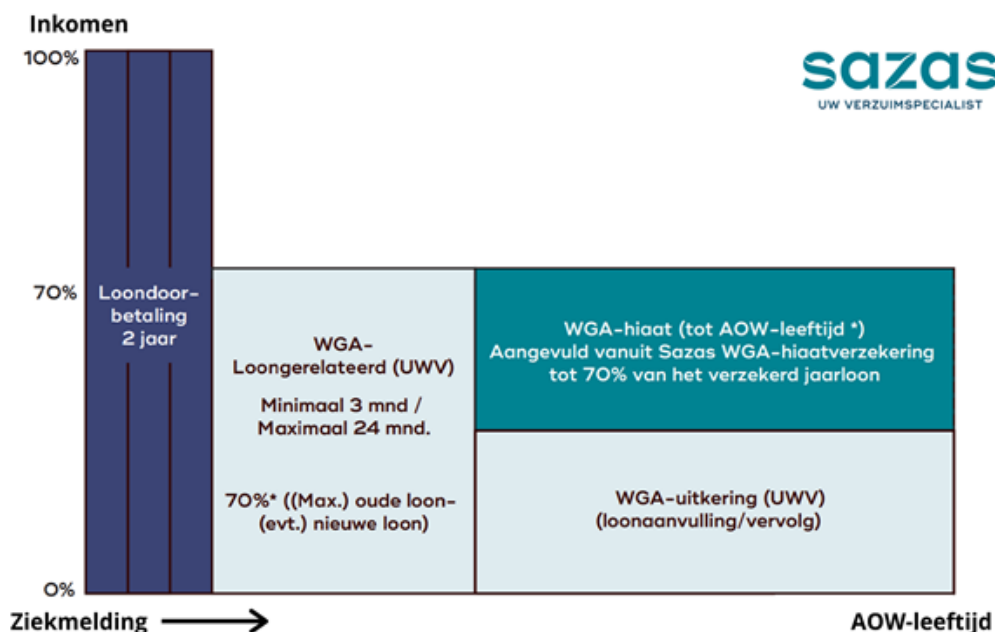 Inkomen
100%
sazas
UW VERZUIMSPECIALIST
70%
Loondoor-
betaling
2 jaar
WGA-
Loongerelateerd (UWV)
Minimaal 3 mnd /
Maximaal 24 mnd.
70%* ((Max.) oude loon-
(evt.) nieuwe loon)
WGA-hiaat (tot AOW-leeftijd *)
Aangevuld vanuit Sazas WGA-hiaatverzekering
tot 70% van het verzekerd jaarloon
WGA-uitkering (UWV)
(loonaanvulling/vervolg)
0%
Ziekmelding
AOW-leeftijd